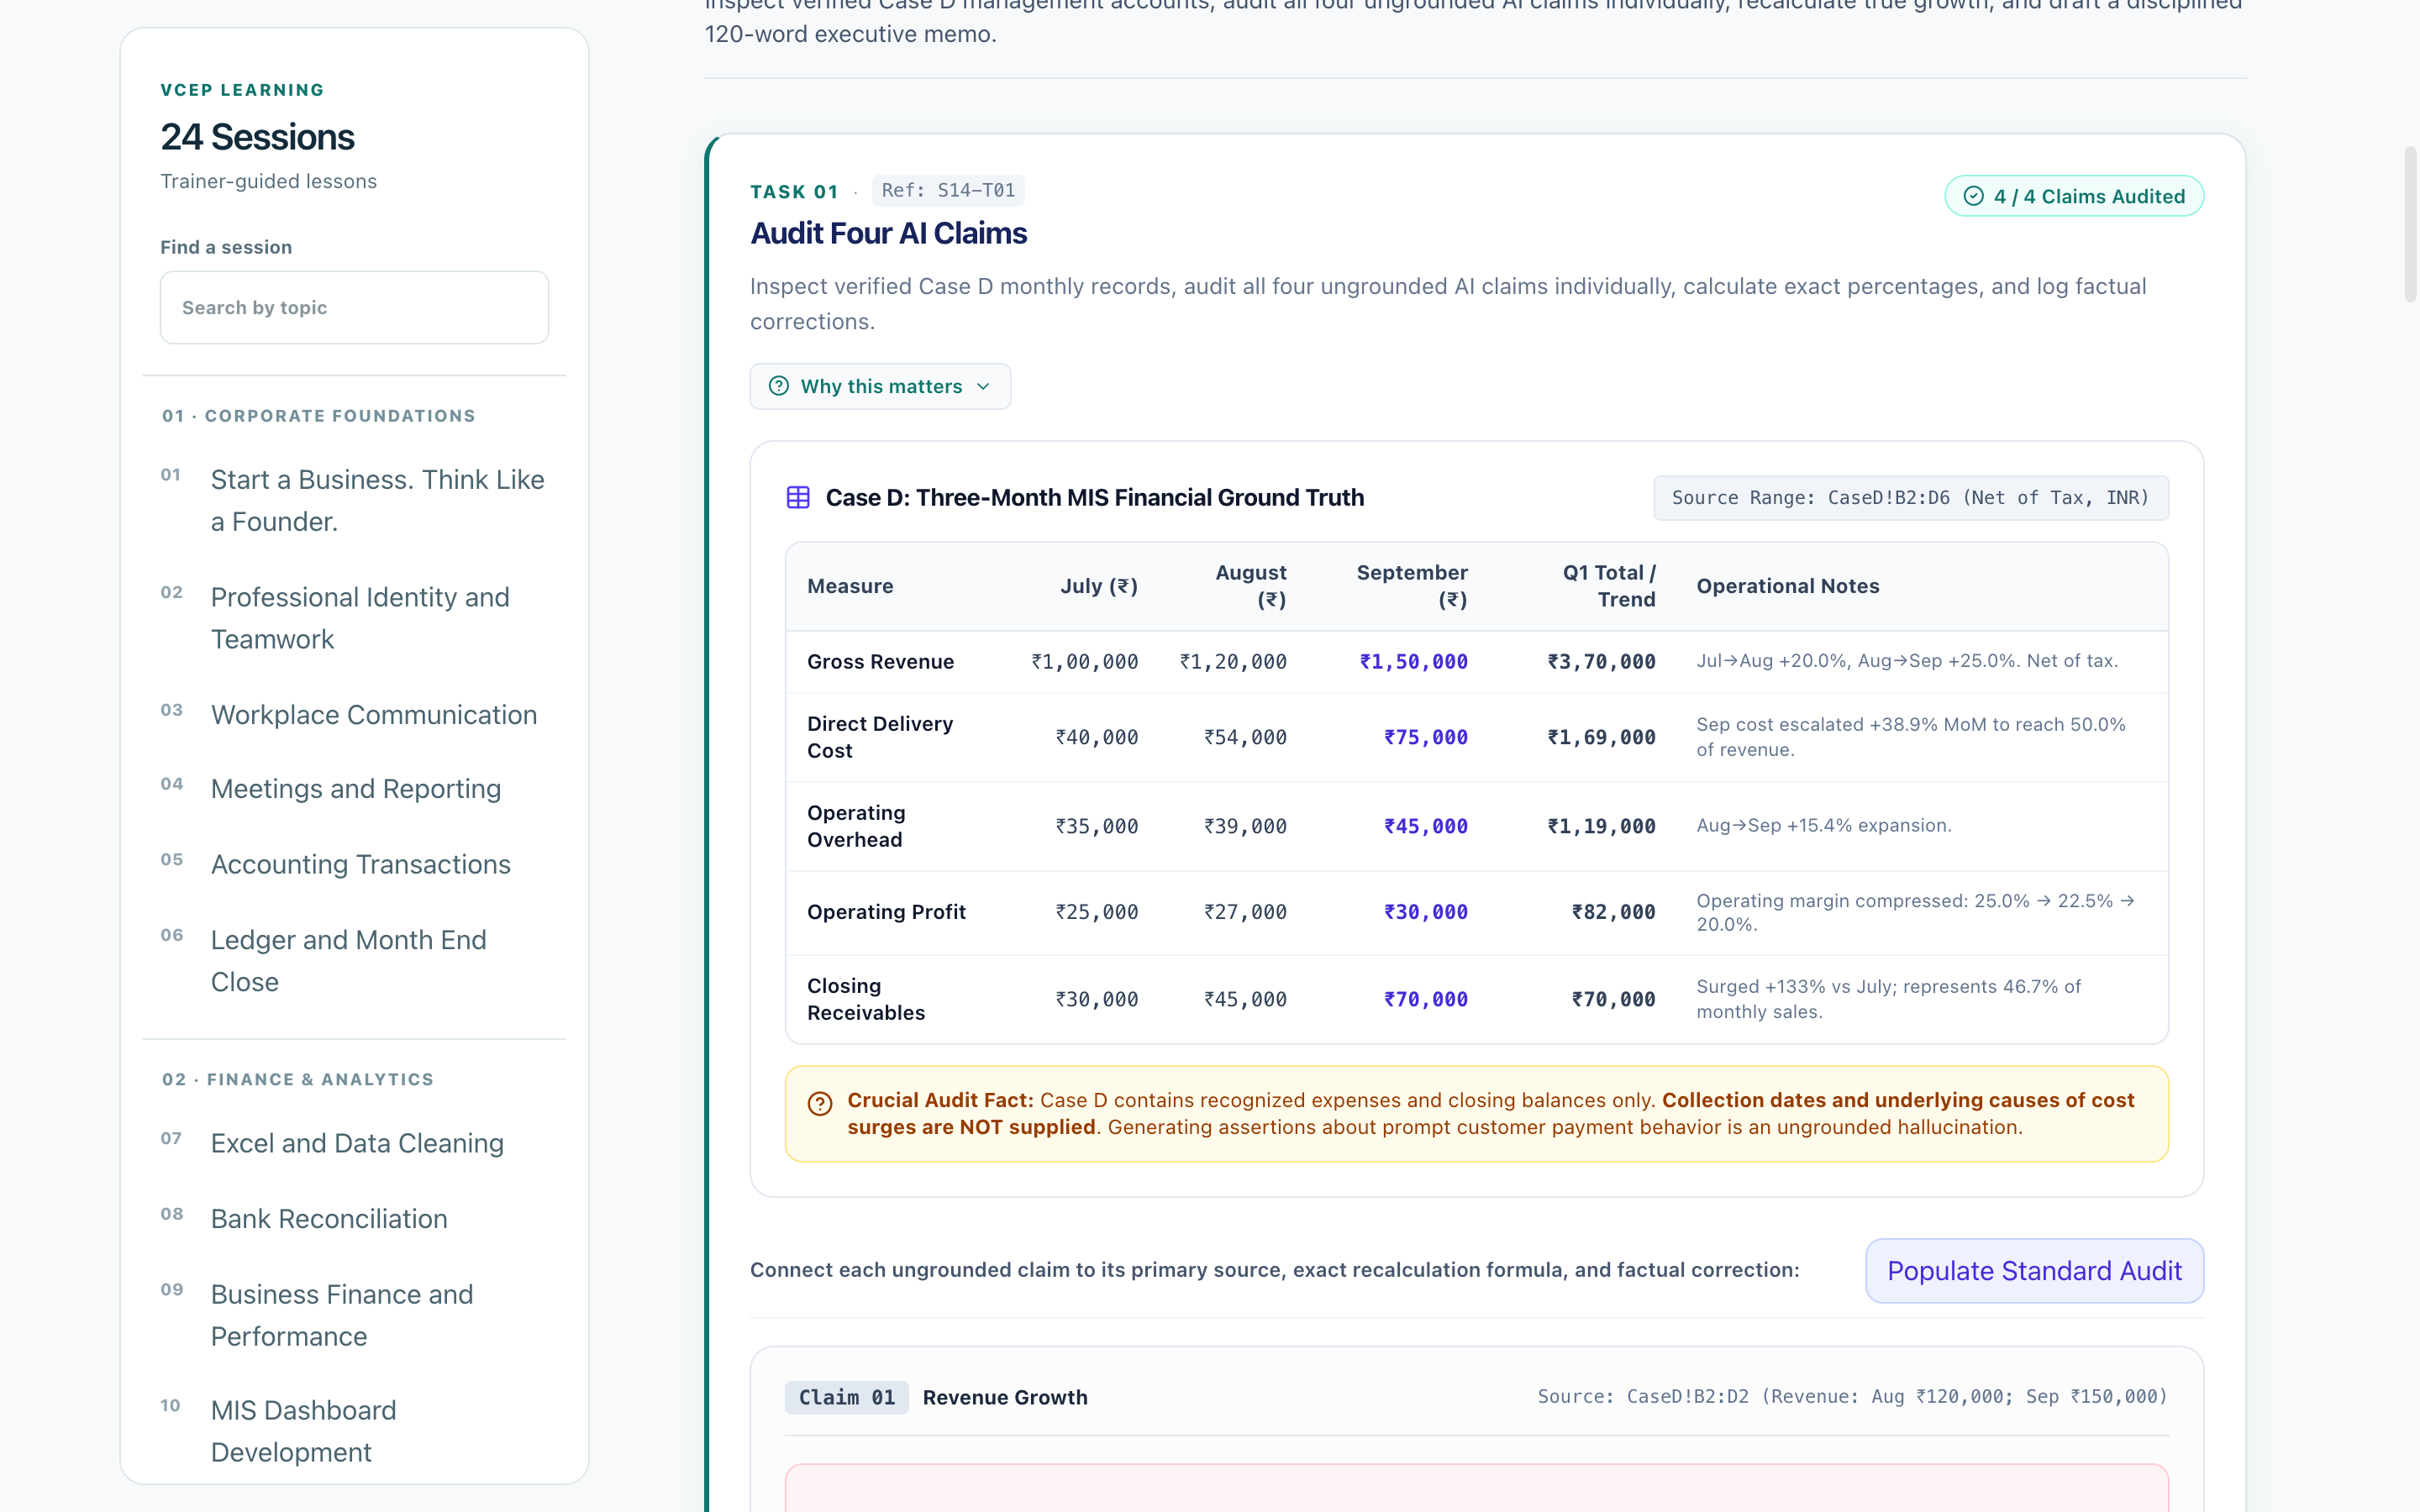 VCEP LEARNING
24 Sessions
Trainer-guided lessons
Find a session
Search by topic
01 · CORPORATE FOUNDATIONS
01 Start a Business. Think Like
a Founder.
02 Professional Identity and
Teamwork
03 Workplace Communication
04 Meetings and Reporting
05 Accounting Transactions
06 Ledger and Month End
Close
02 · FINANCE & ANALYTICS
07 Excel and Data Cleaning
08 Bank Reconciliation
09 Business Finance and
Performance
10 MIS Dashboard
Development
Inspect verified Case D management accounts, audit all four ungrounded AI claims individually, recalculate true growth, and draft a disciplined
120-word executive memo.
TASK 01 · Ref: S14-T01
4 / 4 Claims Audited
Audit Four AI Claims
Inspect verified Case D monthly records, audit all four ungrounded AI claims individually, calculate exact percentages, and log factual
corrections.
Why this matters
Case D: Three-Month MIS Financial Ground Truth
Source Range: CaseD!B2:D6 (Net of Tax, INR)
Measure July (₹) August (₹) September (₹) Q1 Total / Trend Operational Notes
Gross Revenue ₹1,00,000 ₹1,20,000 ₹1,50,000 ₹3,70,000 Jul→Aug +20.0%, Aug→Sep +25.0%. Net of tax.
Direct Delivery Cost ₹40,000 ₹54,000 ₹75,000 ₹1,69,000 Sep cost escalated +38.9% MoM to reach 50.0%
of revenue.
Operating Overhead ₹35,000 ₹39,000 ₹45,000 ₹1,19,000 Aug→Sep +15.4% expansion.
Operating Profit ₹25,000 ₹27,000 ₹30,000 ₹82,000 Operating margin compressed: 25.0% → 22.5% →
20.0%.
Closing Receivables ₹30,000 ₹45,000 ₹70,000 ₹70,000 Surged +133% vs July; represents 46.7% of
monthly sales.
Crucial Audit Fact: Case D contains recognized expenses and closing balances only. Collection dates and underlying causes of cost
surges are NOT supplied. Generating assertions about prompt customer payment behavior is an ungrounded hallucination.
Connect each ungrounded claim to its primary source, exact recalculation formula, and factual correction:
Populate Standard Audit
Claim 01 Revenue Growth
Source: CaseD!B2:D2 (Revenue: Aug ₹120,000; Sep ₹150,000)